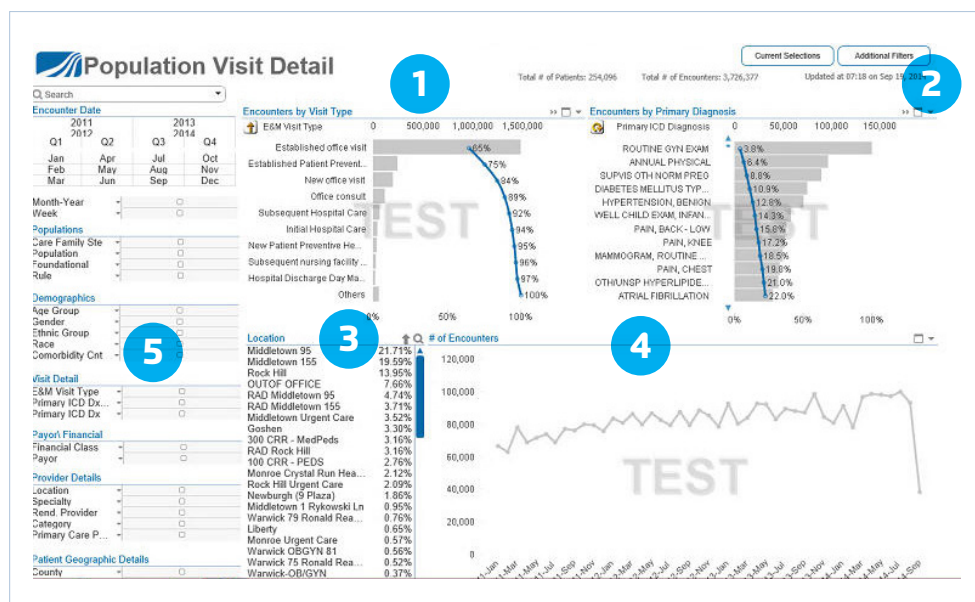 Population Visit Detail
Current Selections
Additional Filters
Total # of Patients: 254,096
Total # of Encounters: 3,726,377
Updated at 07:18 on Sep 19,
1
2
3
4
5
Search
Encounter Date
2011 2013
2012 2014
Q1 Q2 Q3 Q4
Jan Apr Jul Oct
Feb May Aug Nov
Mar Jun Sep Dec
Month-Year
Week
Populations
Care Family Ste
Population
Foundational
Rule
Demographics
Age Group
Gender
Ethnic Group
Race
Comorbidity Cnt
Visit Detail
E&M Visit Type
Primary ICD Dx...
Primary ICD Dx
Payor\ Financial
Financial Class
Payor
Provider Details
Location
Specialty
Rend. Provider
Category
Primary Care P...
Patient Geographic Details
County
Encounters by Visit Type
E&M Visit Type 0 500,000 1,000,000 1,500,000
Established office visit 65%
Established Patient Prevent... 75%
New office visit 84%
Office consult 89%
Subsequent Hospital Care 92%
Initial Hospital Care 94%
New Patient Preventive He... 95%
Subsequent nursing facility ... 96%
Hospital Discharge Day Ma... 97%
Others 100%
0% 50% 100%
TEST
Encounters by Primary Diagnosis
Primary ICD Diagnosis 0 50,000 100,000 150,000
ROUTINE GYN EXAM 3.8%
ANNUAL PHYSICAL 6.4%
SUPVIS OTH NORM PREG 8.8%
DIABETES MELLITUS TYP... 10.9%
HYPERTENSION, BENIGN 12.8%
WELL CHILD EXAM, INFAN... 14.3%
PAIN, BACK - LOW 15.8%
PAIN, KNEE 17.2%
MAMMOGRAM, ROUTINE ... 18.5%
PAIN, CHEST 19.8%
OTH/UNSP HYPERLIPIDE... 21.0%
ATRIAL FIBRILLATION 22.0%
0% 50% 100%
TEST
Location
Middletown 95 21.71%
Middletown 155 19.59%
Rock Hill 13.95%
OUTOF OFFICE 7.66%
RAD Middletown 95 4.74%
RAD Middletown 155 3.71%
Middletown Urgent Care 3.52%
Goshen 3.30%
300 CRR - MedPeds 3.16%
RAD Rock Hill 3.16%
100 CRR - PEDS 2.76%
Monroe Crystal Run Hea... 2.12%
Rock Hill Urgent Care 2.09%
Newburgh (9 Plaza) 1.86%
Middletown 1 Rykowski Ln 0.95%
Warwick 79 Ronald Rea... 0.76%
Liberty 0.65%
Monroe Urgent Care 0.57%
Warwick OBGYN 81 0.56%
Warwick 75 Ronald Rea... 0.52%
Warwick-OB/GYN 0.37%
# of Encounters
120,000
100,000
80,000
60,000
40,000
20,000
0
TEST